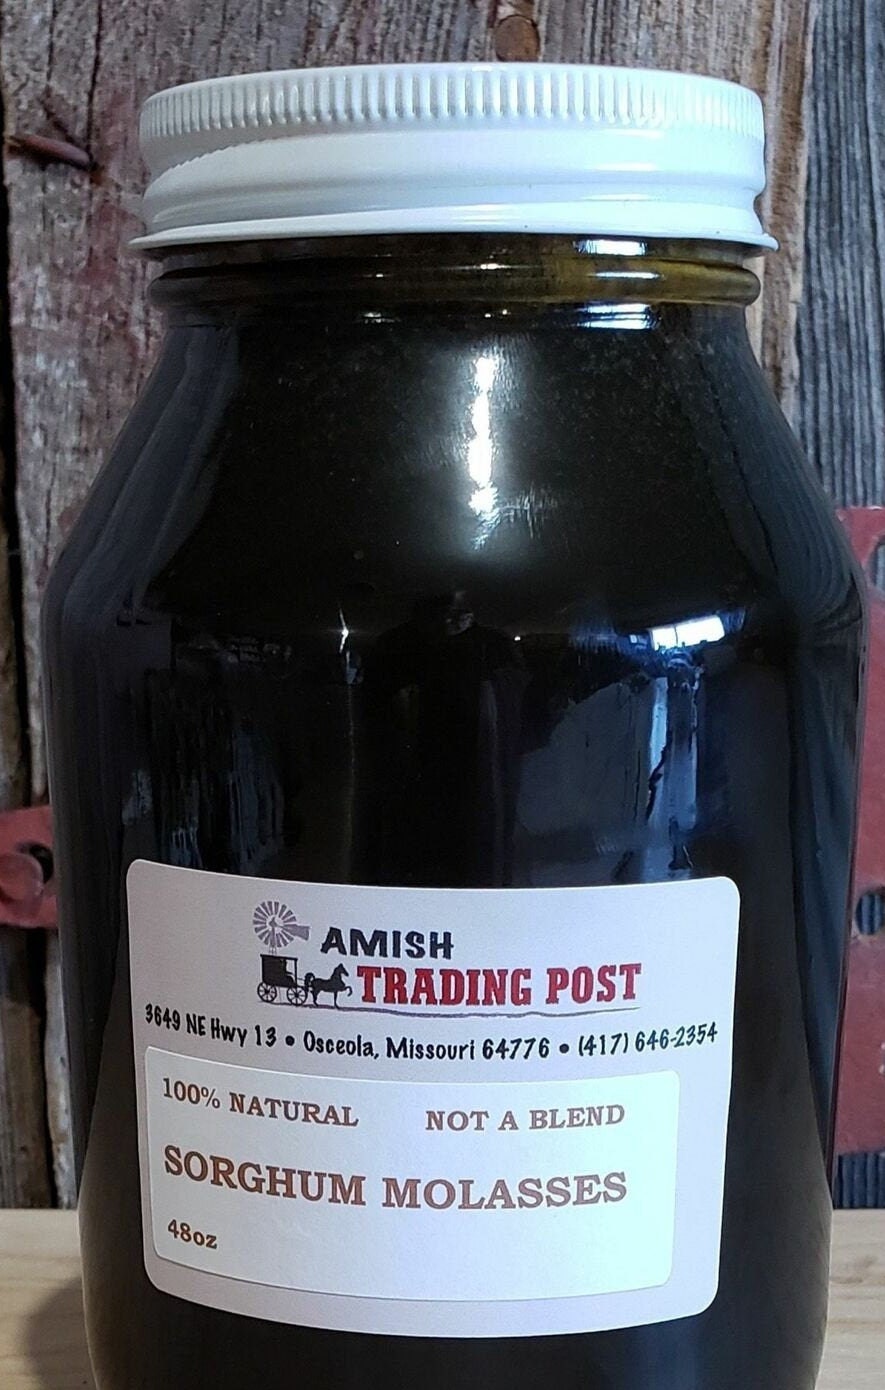 AMISH
TRADING POST
3649 NE Hwy 13 • Osceola, Missouri 64776 • (417) 646-2354
100% NATURAL NOT A BLEND
SORGHUM MOLASSES
48oz